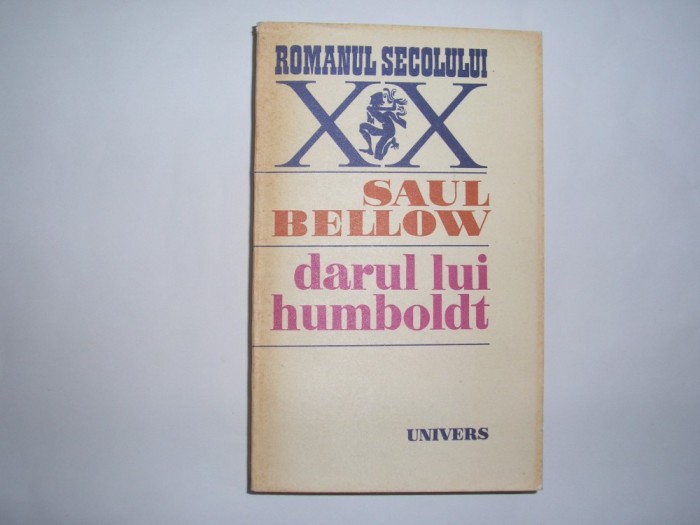 ROMANUL SECOLULUI
XX
SAUL
BELLOW
darul lui
humboldt
UNIVERS